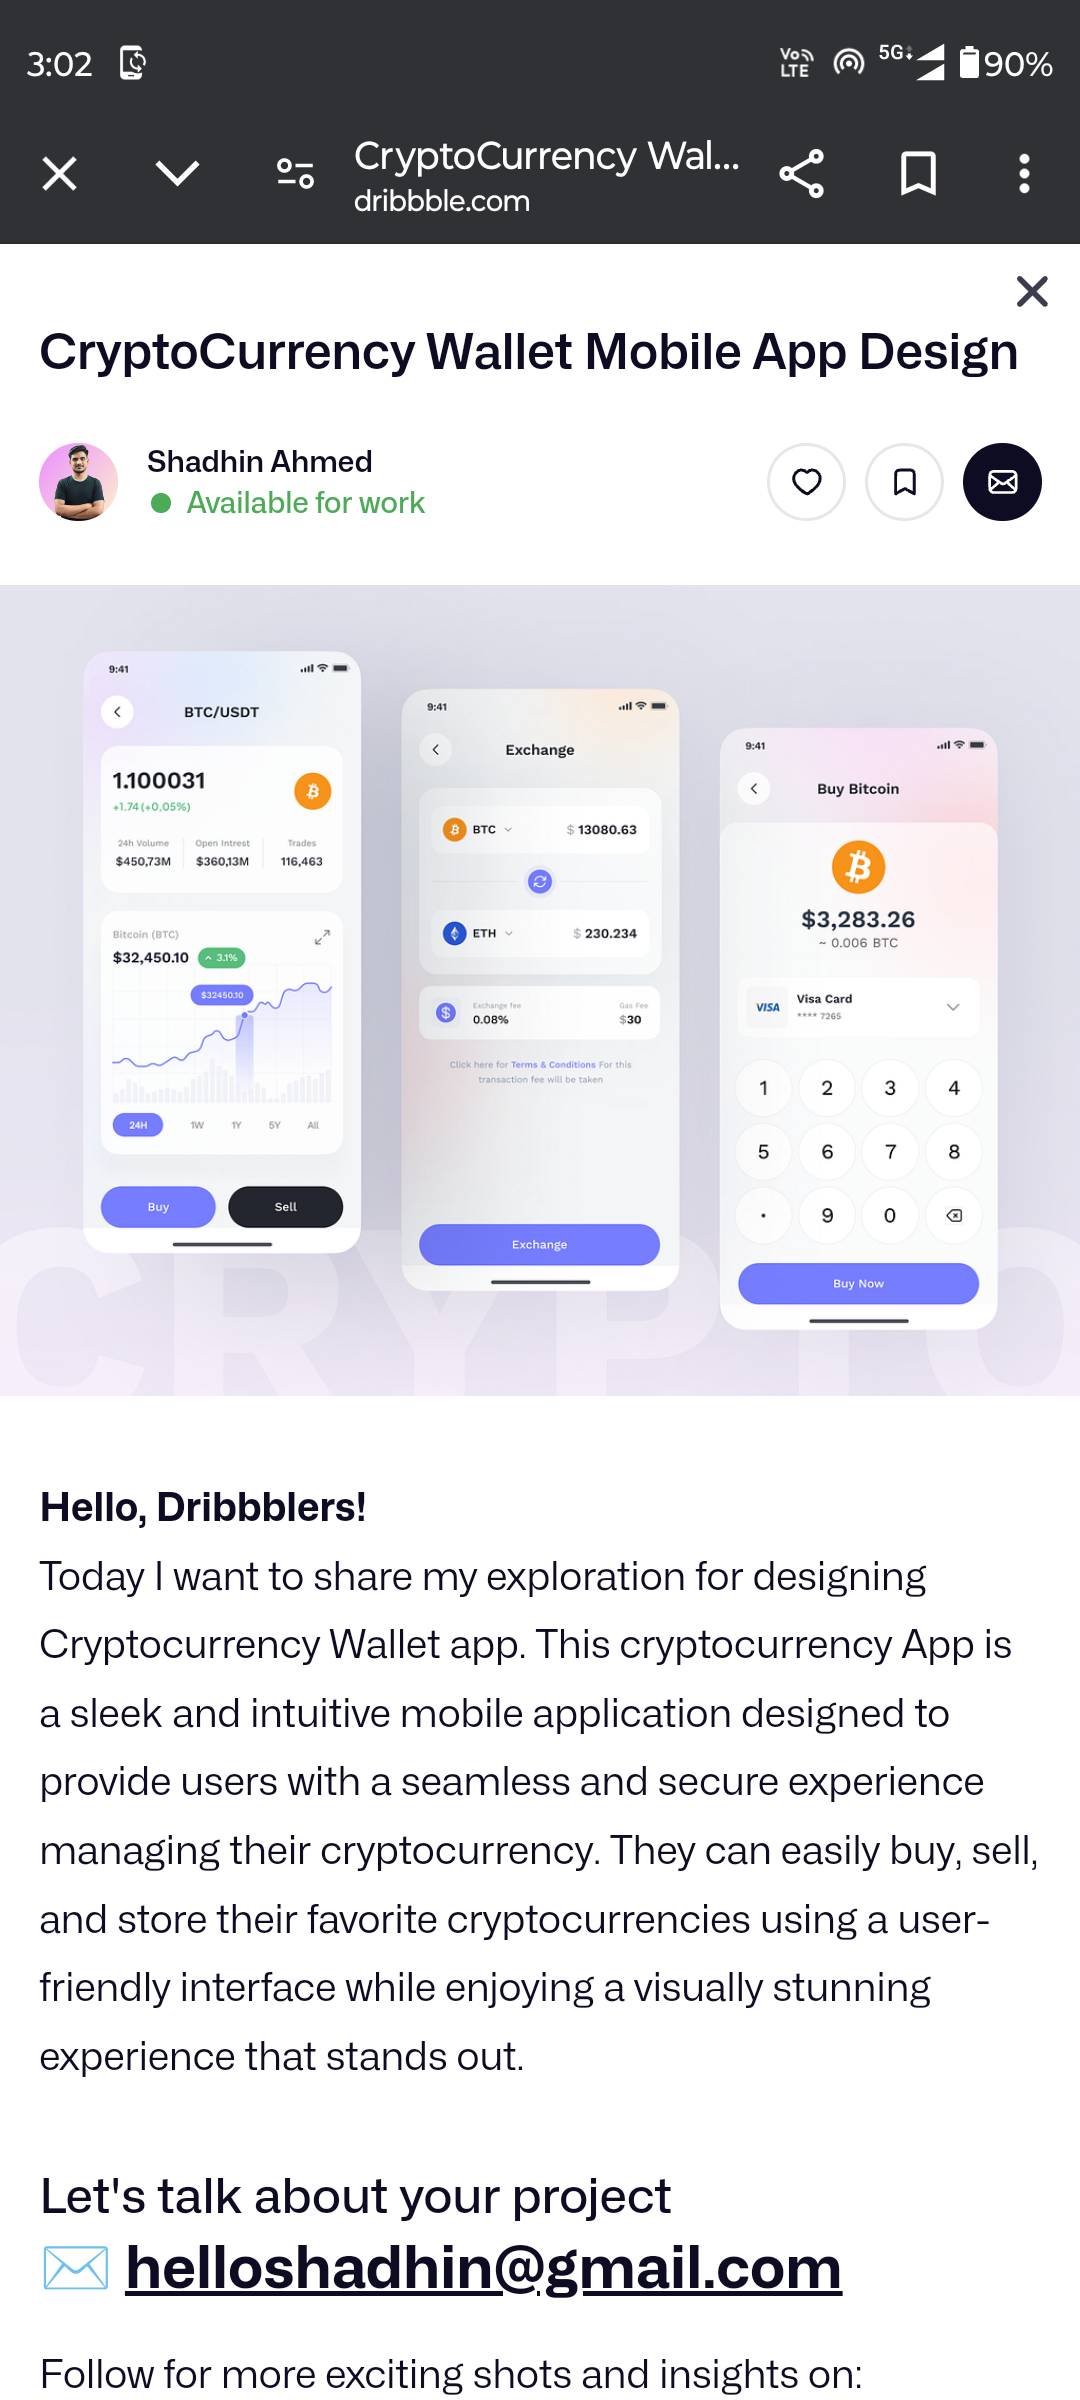 3:02
Vo LTE 5G 90%
CryptoCurrency Wal...
dribbble.com
CryptoCurrency Wallet Mobile App Design
Shadhin Ahmed
Available for work
9:41
BTC/USDT
1.100031
+1.74 (+0,05%)
24h Volume Open Intrest Trades
$450,73M $360,13M 116,463
Bitcoin (BTC)
$32,450.10 3.1%
$32450.10
24H 1W 1Y 5Y All
Buy Sell
9:41
Exchange
BTC $ 13080.63
ETH $ 230.234
Exchange fee Gas Fee
0.08% $30
Click here for Terms & Conditions For this
transaction fee will be taken
Exchange
9:41
Buy Bitcoin
$3,283.26
~ 0.006 BTC
VISA Visa Card
**** 7265
1 2 3 4
5 6 7 8
. 9 0
Buy Now
CRYPTO
Hello, Dribbblers!
Today I want to share my exploration for designing
Cryptocurrency Wallet app. This cryptocurrency App is
a sleek and intuitive mobile application designed to
provide users with a seamless and secure experience
managing their cryptocurrency. They can easily buy, sell,
and store their favorite cryptocurrencies using a user-
friendly interface while enjoying a visually stunning
experience that stands out.
Let's talk about your project
✉️ helloshadhin@gmail.com
Follow for more exciting shots and insights on: